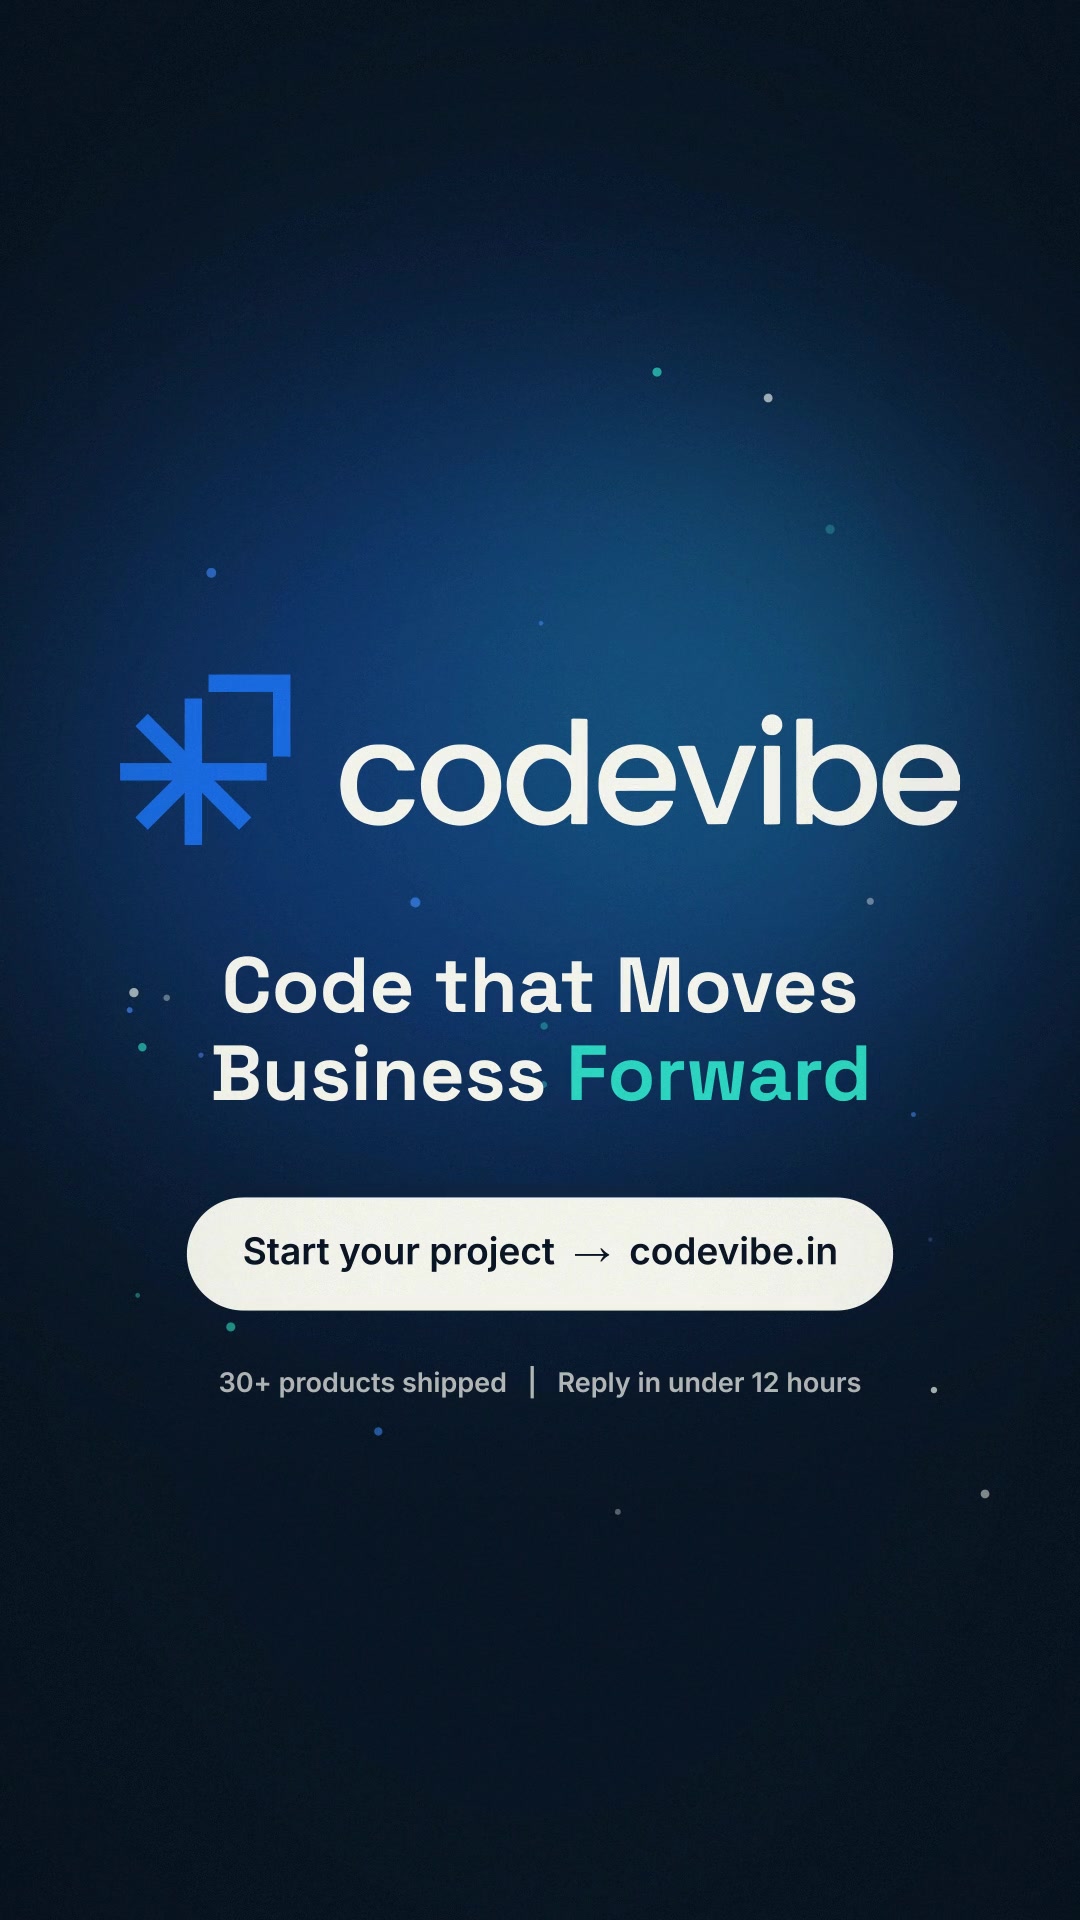 codevibe
Code that Moves
Business Forward
Start your project → codevibe.in
30+ products shipped | Reply in under 12 hours